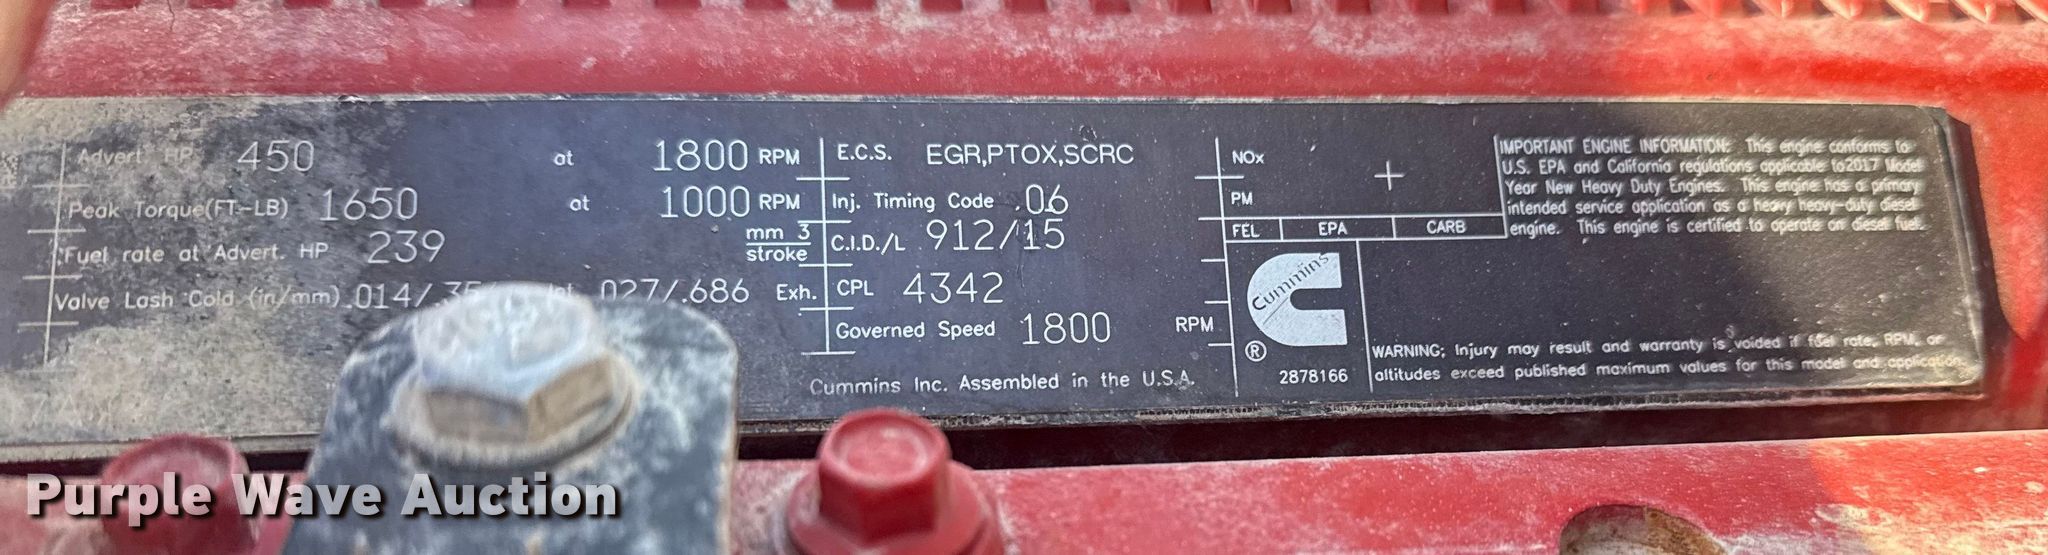 Advert. HP 450 at 1800 RPM
Peak Torque(FT-LB) 1650 at 1000 RPM
Fuel rate at Advert. HP 239 mm 3
stroke
Valve Lash Cold (in/mm) .014/ .027/.686 Exh.
E.C.S. EGR,PTOX,SCRC
Inj. Timing Code .06
C.I.D./L 912/15
CPL 4342
Governed Speed 1800 RPM
Cummins Inc. Assembled in the U.S.A.
NOx
PM
FEL EPA CARB
Cummins
®
2878166
IMPORTANT ENGINE INFORMATION: This engine conforms to
U.S. EPA and California regulations applicable to2017 Model
Year New Heavy Duty Engines. This engine has a primary
intended service application as a heavy heavy-duty diesel
engine. This engine is certified to operate on diesel fuel.
WARNING; Injury may result and warranty is voided if fuel rate, RPM, or
altitudes exceed published maximum values for this model and application.
Purple Wave Auction